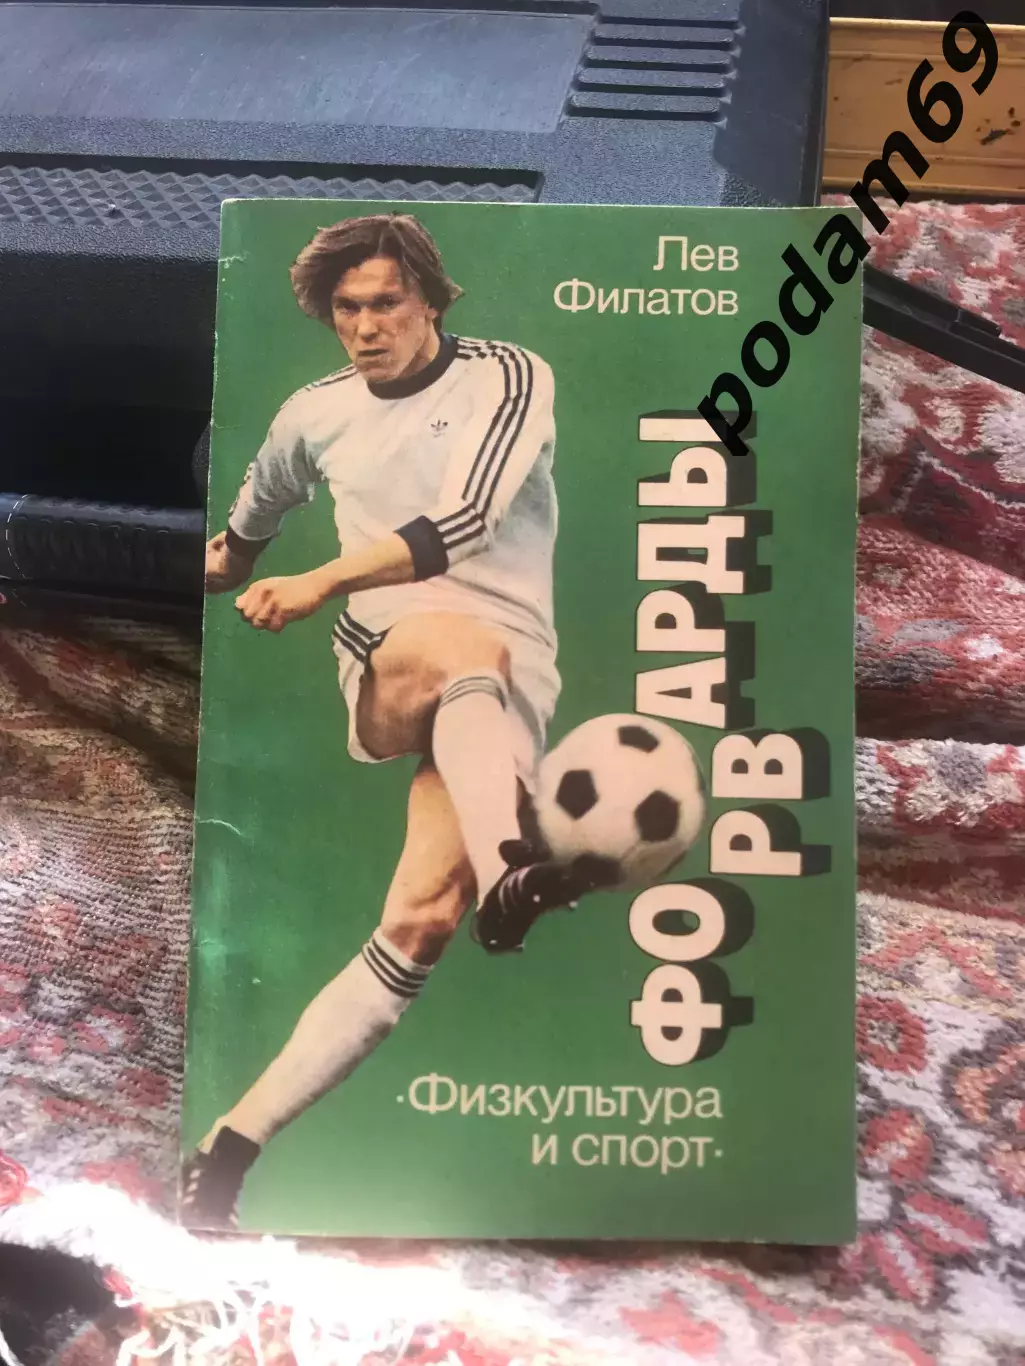 Лев
Филатов
ФОРВАРДЫ
·Физкультура
и спорт·
podam69